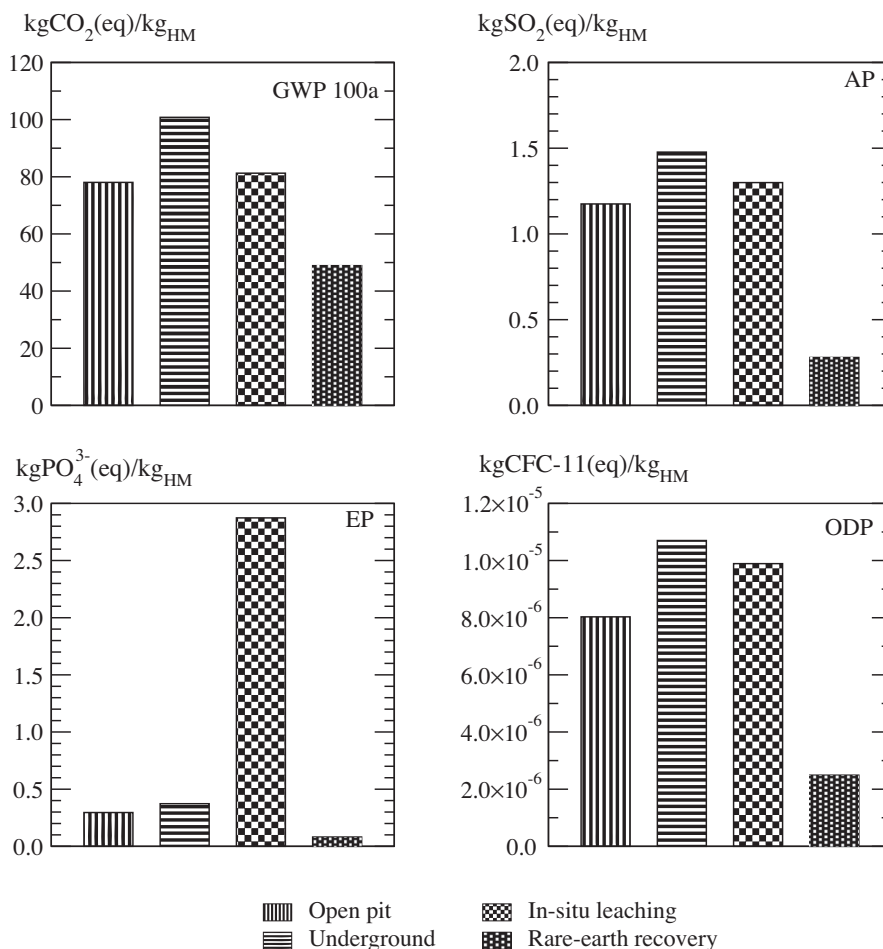 kgCO₂(eq)/kg_HM
GWP 100a
120
100
80
60
40
20
0
kgSO₂(eq)/kg_HM
AP
2.0
1.5
1.0
0.5
0.0
kgPO₄³⁻(eq)/kg_HM
EP
3.0
2.5
2.0
1.5
1.0
0.5
0.0
kgCFC-11(eq)/kg_HM
ODP
1.2×10⁻⁵
1.0×10⁻⁵
8.0×10⁻⁶
6.0×10⁻⁶
4.0×10⁻⁶
2.0×10⁻⁶
0.0
Open pit
Underground
In-situ leaching
Rare-earth recovery